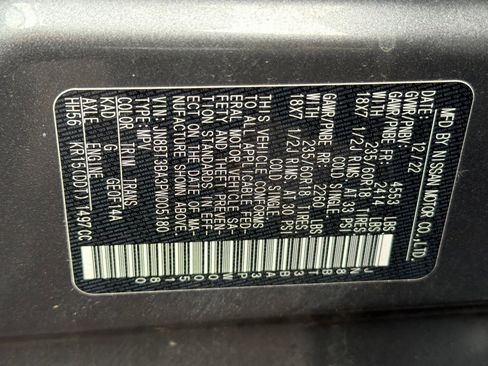 MFD BY NISSAN MOTOR CO.,LTD.
DATE: 12/22
GVWR/PNBV: 4553 LBS
GAWR/PNBE FR: 2414 LBS
WITH 235/60R18 TIRES
18X7 1/2J RIMS AT 33 PSI
COLD SINGLE
GAWR/PNBE RR: 2260 LBS
WITH 235/60R18 TIRES
18X7 1/2J RIMS AT 30 PSI
COLD SINGLE
THIS VEHICLE CONFORMS
TO ALL APPLICABLE FED-
ERAL MOTOR VEHICLE SA-
FETY AND THEFT PREVEN-
TION STANDARDS IN EFF-
ECT ON THE DATE OF MA-
NUFACTURE SHOWN ABOVE.
VIN: JN8BT3BA3PW005180
TYPE: MPV
COLOR TRIM TRANS
KAD G GF0F14A
AXLE ENGINE
HH56 KR15(DDT) 1497CC
JN8BT3BA3PW005180